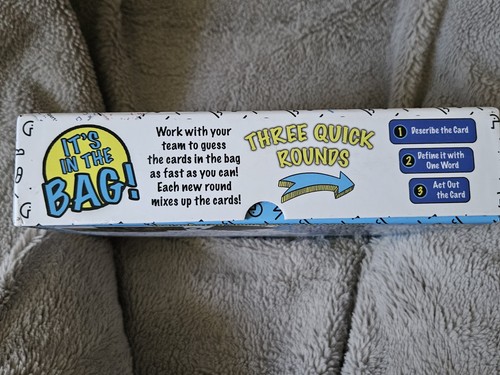 IT'S
IN THE
BAG!
Work with your
team to guess
the cards in the bag
as fast as you can!
Each new round
mixes up the cards!
THREE QUICK
ROUNDS
1 Describe the Card
2 Define it with
One Word
3 Act Out
the Card